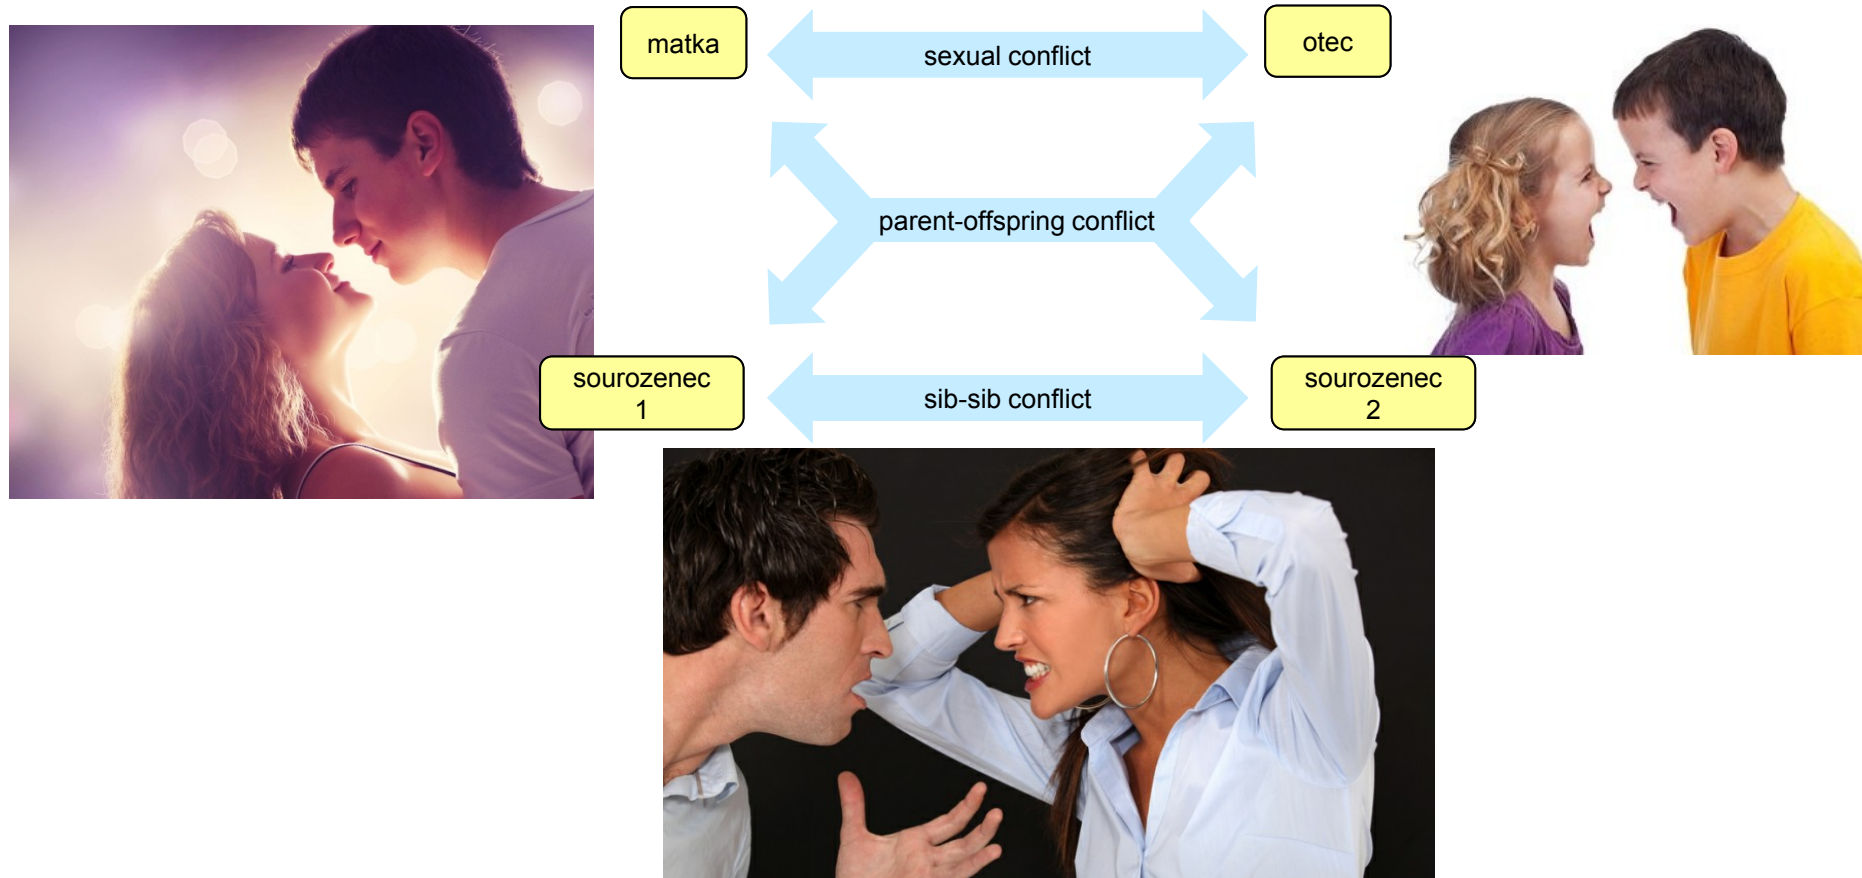 matka
sexual conflict
otec
parent-offspring conflict
sourozenec
1
sib-sib conflict
sourozenec
2